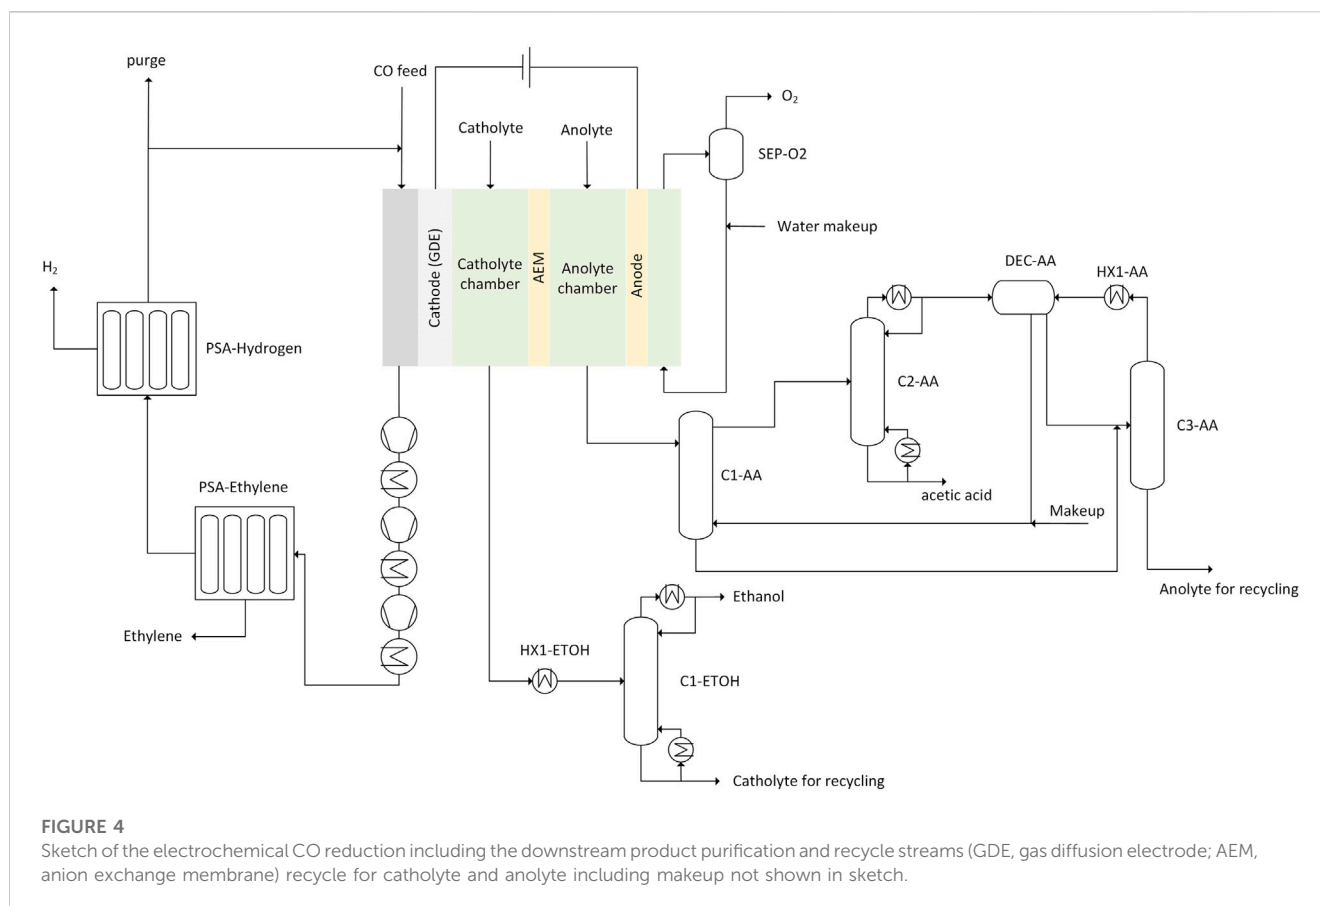 purge
CO feed
Catholyte
Anolyte
O2
SEP-O2
Water makeup
H2
PSA-Hydrogen
Cathode (GDE)
Catholyte
chamber
AEM
Anolyte
chamber
Anode
DEC-AA
HX1-AA
C2-AA
C3-AA
C1-AA
acetic acid
Makeup
PSA-Ethylene
Ethylene
Anolyte for recycling
Ethanol
HX1-ETOH
C1-ETOH
Catholyte for recycling
FIGURE 4
Sketch of the electrochemical CO reduction including the downstream product purification and recycle streams (GDE, gas diffusion electrode; AEM,
anion exchange membrane) recycle for catholyte and anolyte including makeup not shown in sketch.